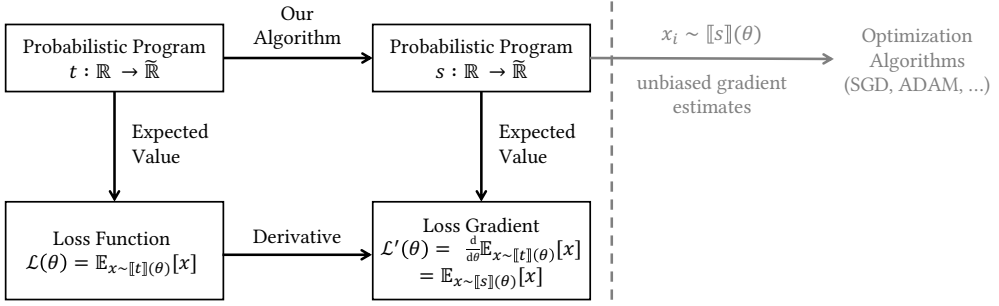 Probabilistic Program
t : ℝ → ℝ̃
Our
Algorithm
Probabilistic Program
s : ℝ → ℝ̃
x_i ∼ ⟦s⟧(θ)
unbiased gradient
estimates
Optimization
Algorithms
(SGD, ADAM, ...)
Expected
Value
Expected
Value
Loss Function
ℒ(θ) = 𝔼_{x∼⟦t⟧(θ)}[x]
Derivative
Loss Gradient
ℒ′(θ) = d/dθ 𝔼_{x∼⟦t⟧(θ)}[x]
= 𝔼_{x∼⟦s⟧(θ)}[x]